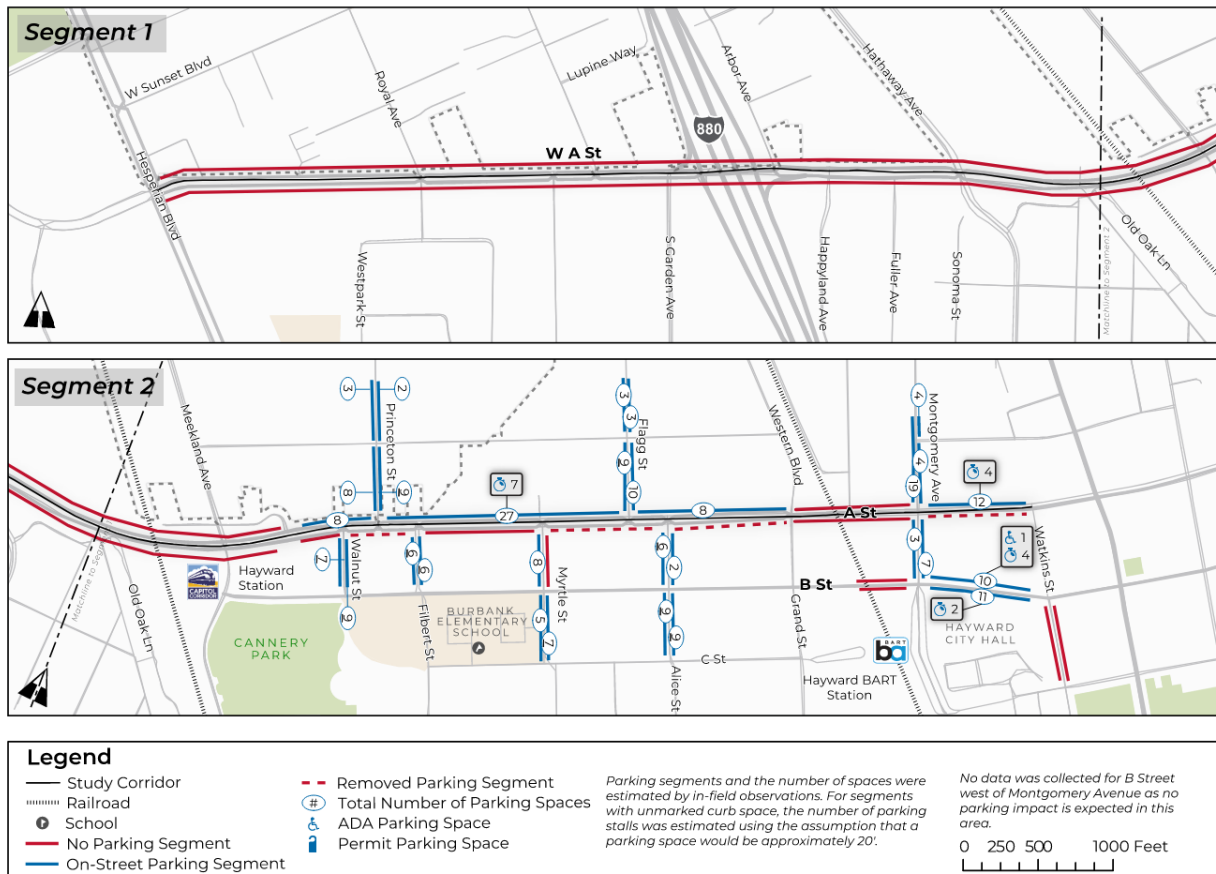 Segment 1
W Sunset Blvd
Royal Ave
Lupine Way
Arbor Ave
Hathaway Ave
880
W A St
Hesperian Blvd
Westpark St
S Garden Ave
Happyland Ave
Fuller Ave
Sonoma St
Old Oak Ln
Matchline to Segment 2
Segment 2
Meekland Ave
3
2
Princeton St
3
3
Flagg St
Western Blvd
4
Montgomery Ave
8
10
4
19
7
4
8
27
8
12
A St
Watkins St
7
Walnut St
8
Myrtle St
2
3
7
1
4
10
11
2
B St
Hayward
Station
CAPITOL
CORRIDOR
Matchline to Segment
Old Oak Ln
CANNERY
PARK
Filbert St
BURBANK
ELEMENTARY
SCHOOL
5
7
Alice St
C St
Grand St
BART
ba
Hayward BART
Station
HAYWARD
CITY HALL
Legend
Study Corridor
Railroad
School
No Parking Segment
On-Street Parking Segment
Removed Parking Segment
# Total Number of Parking Spaces
ADA Parking Space
Permit Parking Space
Parking segments and the number of spaces were
estimated by in-field observations. For segments
with unmarked curb space, the number of parking
stalls was estimated using the assumption that a
parking space would be approximately 20'.
No data was collected for B Street
west of Montgomery Avenue as no
parking impact is expected in this
area.
0 250 500 1000 Feet